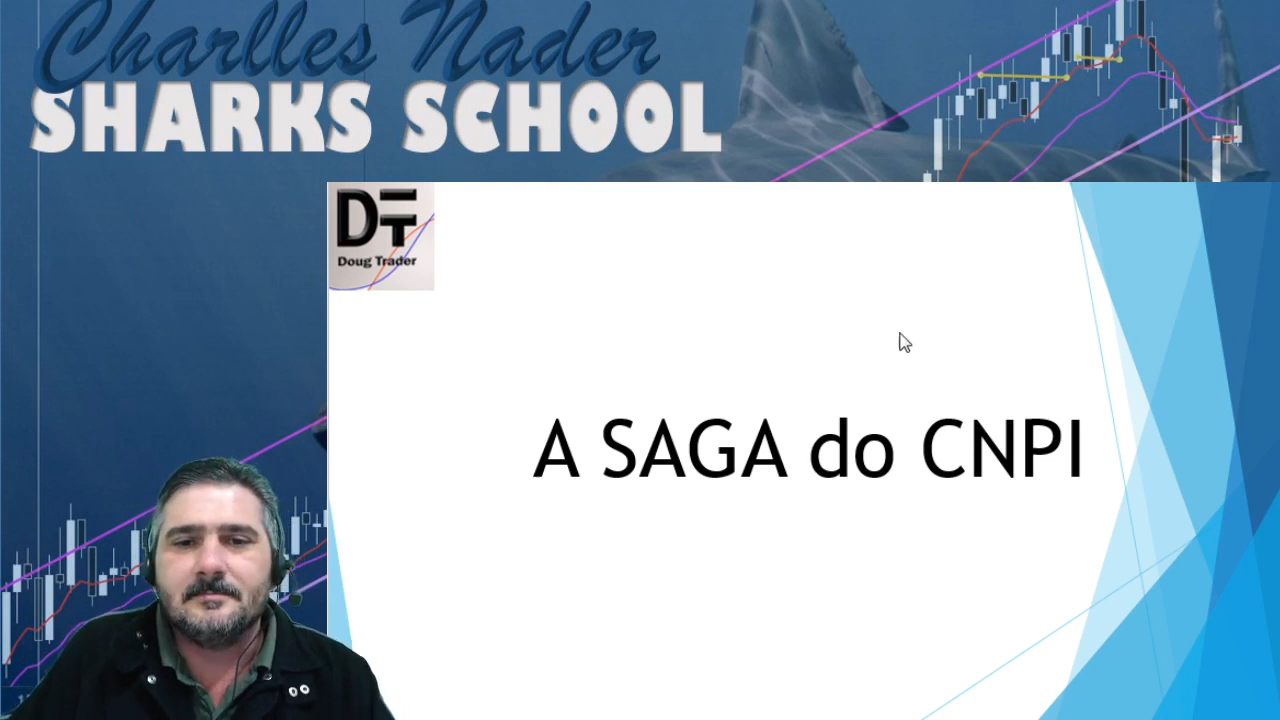 Charlles Nader
SHARKS SCHOOL
DT
Doug Trader
A SAGA do CNPI